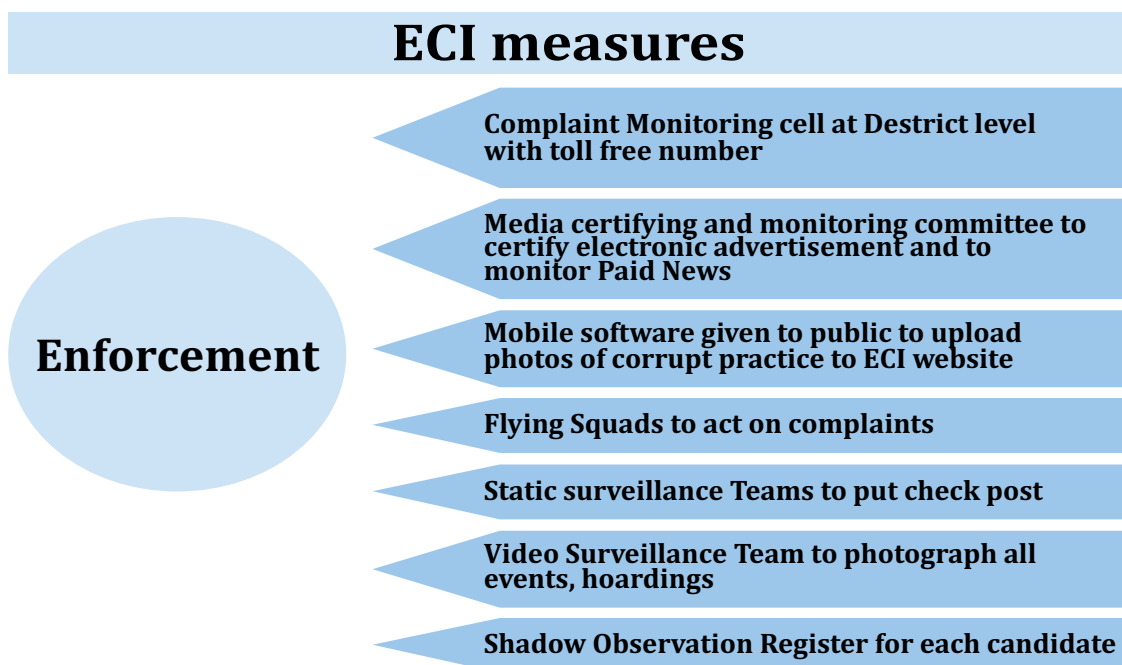 ECI measures
Enforcement
Complaint Monitoring cell at Destrict level
with toll free number
Media certifying and monitoring committee to
certify electronic advertisement and to
monitor Paid News
Mobile software given to public to upload
photos of corrupt practice to ECI website
Flying Squads to act on complaints
Static surveillance Teams to put check post
Video Surveillance Team to photograph all
events, hoardings
Shadow Observation Register for each candidate